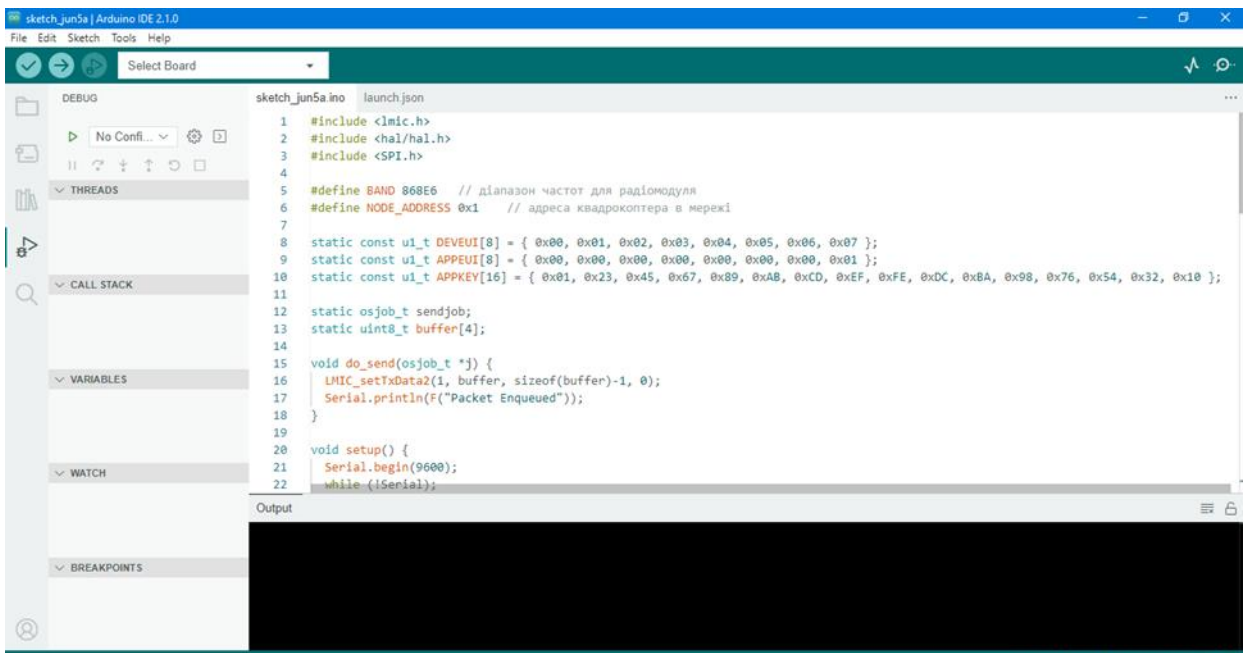 sketch_jun5a | Arduino IDE 2.1.0
File Edit Sketch Tools Help
Select Board
DEBUG
sketch_jun5a.ino launch.json
No Confi...
THREADS
CALL STACK
VARIABLES
WATCH
BREAKPOINTS
1 #include <lmic.h>
2 #include <hal/hal.h>
3 #include <SPI.h>
4
5 #define BAND 868E6 // діапазон частот для радіомодуля
6 #define NODE_ADDRESS 0x1 // адреса квадрокоптера в мережі
7
8 static const u1_t DEVEUI[8] = { 0x00, 0x01, 0x02, 0x03, 0x04, 0x05, 0x06, 0x07 };
9 static const u1_t APPEUI[8] = { 0x00, 0x00, 0x00, 0x00, 0x00, 0x00, 0x00, 0x01 };
10 static const u1_t APPKEY[16] = { 0x01, 0x23, 0x45, 0x67, 0x89, 0xAB, 0xCD, 0xEF, 0xFE, 0xDC, 0xBA, 0x98, 0x76, 0x54, 0x32, 0x10 };
11
12 static osjob_t sendjob;
13 static uint8_t buffer[4];
14
15 void do_send(osjob_t *j) {
16 LMIC_setTxData2(1, buffer, sizeof(buffer)-1, 0);
17 Serial.println(F("Packet Enqueued"));
18 }
19
20 void setup() {
21 Serial.begin(9600);
22 while (!Serial);
Output